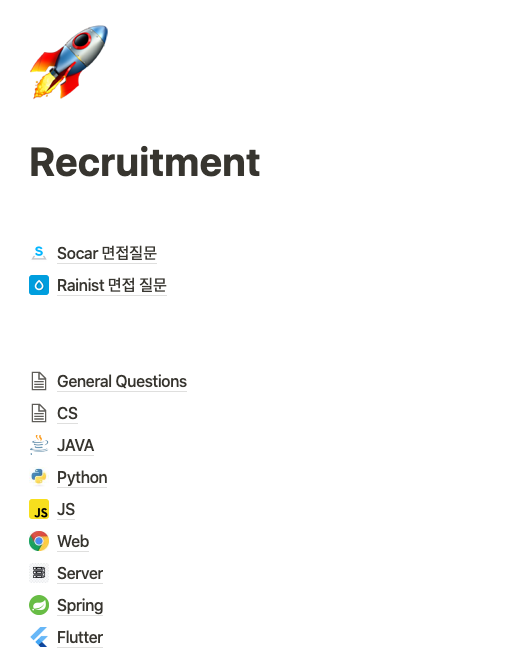 Recruitment
S Socar 면접질문
Rainist 면접 질문
General Questions
CS
JAVA
Python
JS JS
Web
Server
Spring
Flutter